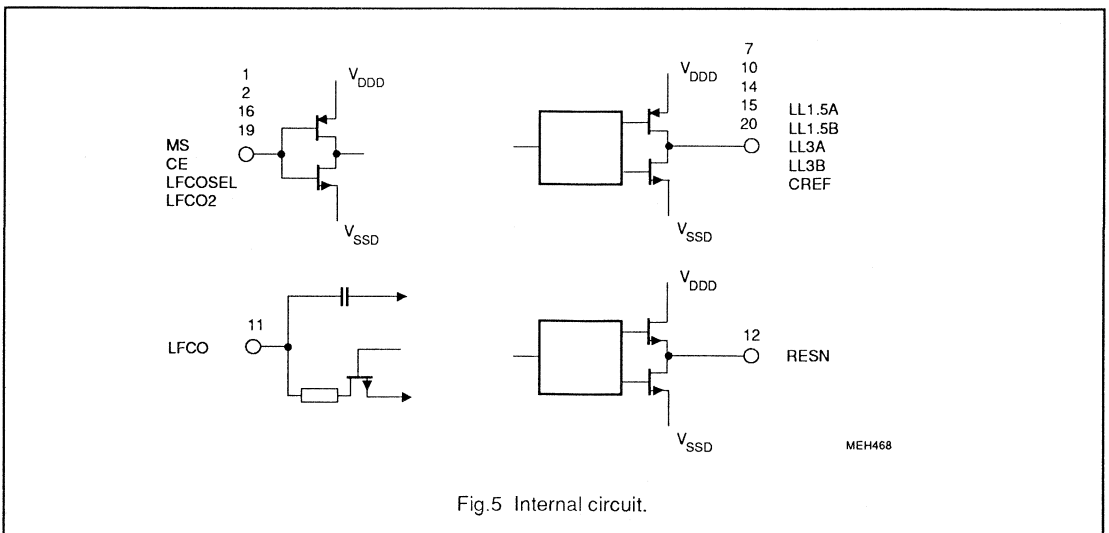 1
2
16
19
MS
CE
LFCOSEL
LFCO2
VDDD
VSSD
7
10
14
15
20
LL1.5A
LL1.5B
LL3A
LL3B
CREF
VDDD
VSSD
11
LFCO
VDDD
12
RESN
VSSD
MEH468
Fig.5 Internal circuit.